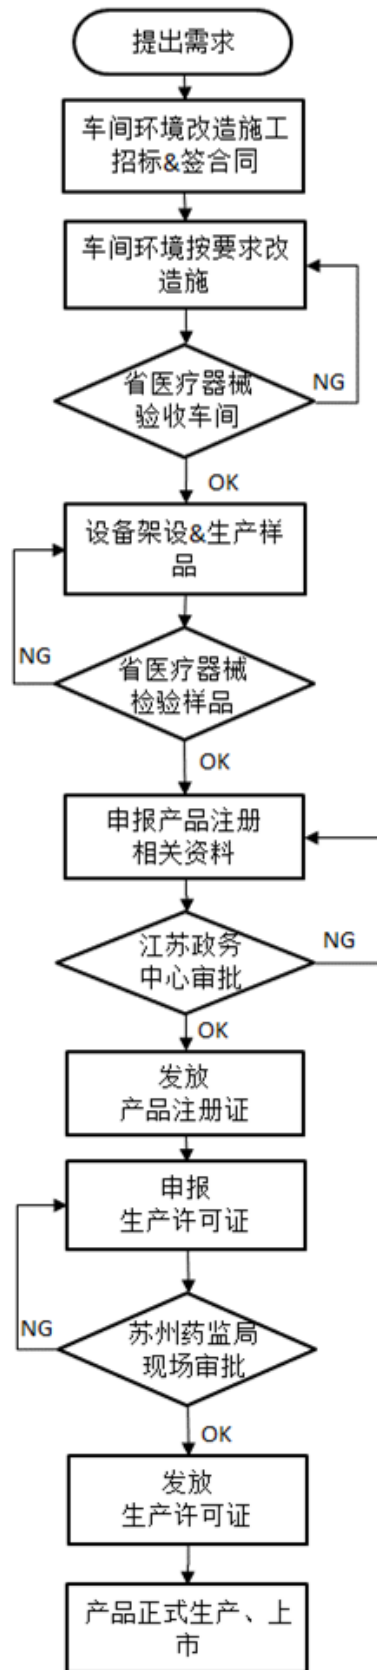 提出需求
车间环境改造施工
招标&签合同
车间环境按要求改
造施
省医疗器械
验收车间
NG
OK
设备架设&生产样
品
NG
省医疗器械
检验样品
OK
申报产品注册
相关资料
江苏政务
中心审批
NG
OK
发放
产品注册证
申报
生产许可证
NG
苏州药监局
现场审批
OK
发放
生产许可证
产品正式生产、上
市